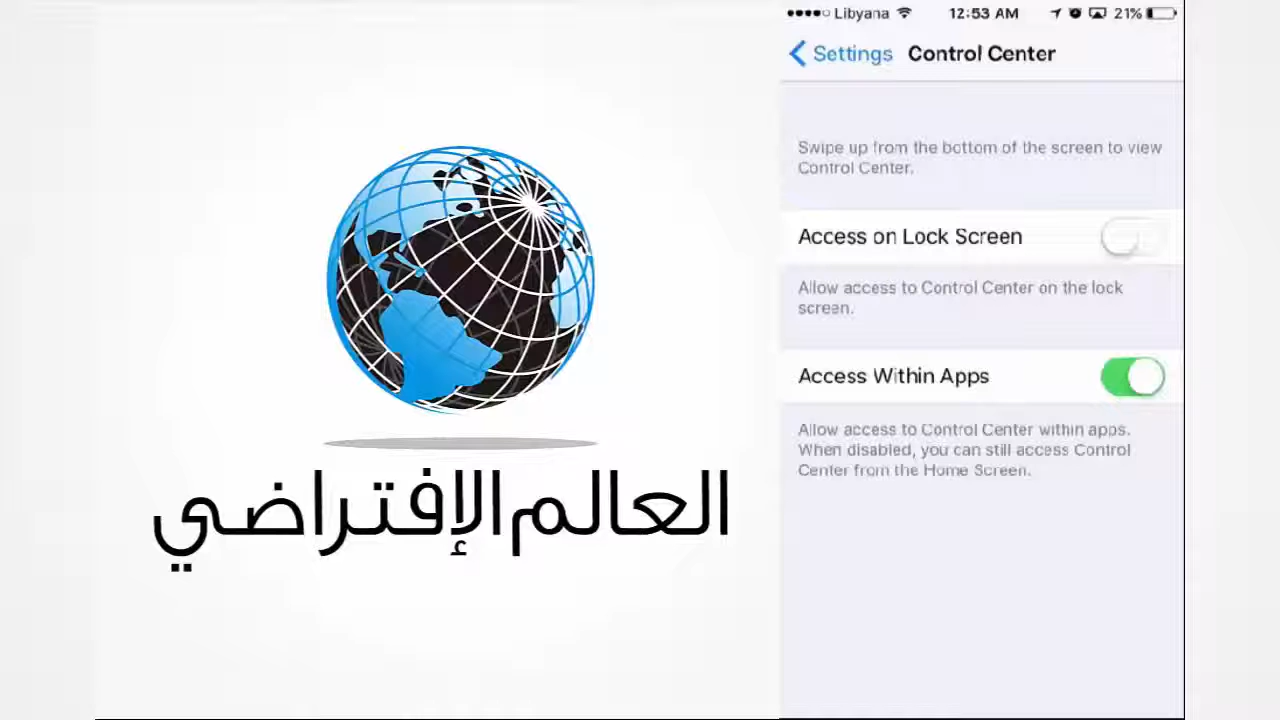 العالم الإفتراضي
Libyana 12:53 AM 21%
Settings Control Center
Swipe up from the bottom of the screen to view
Control Center.
Access on Lock Screen
Allow access to Control Center on the lock
screen.
Access Within Apps
Allow access to Control Center within apps.
When disabled, you can still access Control
Center from the Home Screen.